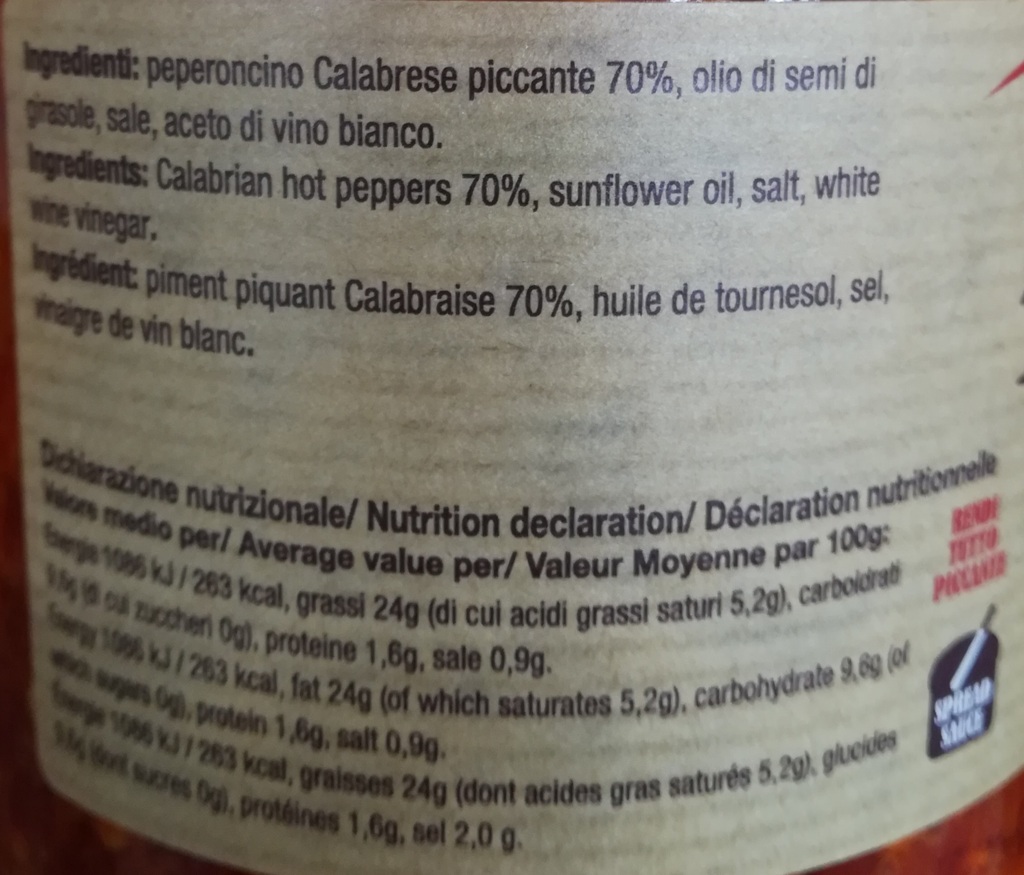 Ingredienti: peperoncino Calabrese piccante 70%, olio di semi di
girasole, sale, aceto di vino bianco.
Ingredients: Calabrian hot peppers 70%, sunflower oil, salt, white
wine vinegar.
Ingrédient: piment piquant Calabraise 70%, huile de tournesol, sel,
vinaigre de vin blanc.
Dichiarazione nutrizionale/ Nutrition declaration/ Déclaration nutritionnelle
Valore medio per/ Average value per/ Valeur Moyenne par 100g:
Energia 1086 kJ / 263 kcal, grassi 24g (di cui acidi grassi saturi 5,2g), carboidrati
9,6g (di cui zuccheri 0g), proteine 1,6g, sale 0,9g.
Energy 1086 kJ / 263 kcal, fat 24g (of which saturates 5,2g), carbohydrate 9,6g (of
which sugars 0g), protein 1,6g, salt 0,9g.
Energie 1086 kJ / 263 kcal, graisses 24g (dont acides gras saturés 5,2g), glucides
9,6g (dont sucres 0g), protéines 1,6g, sel 2,0 g.
RENDE
TUTTO
PICCANTE
SPREAD
SAUCE